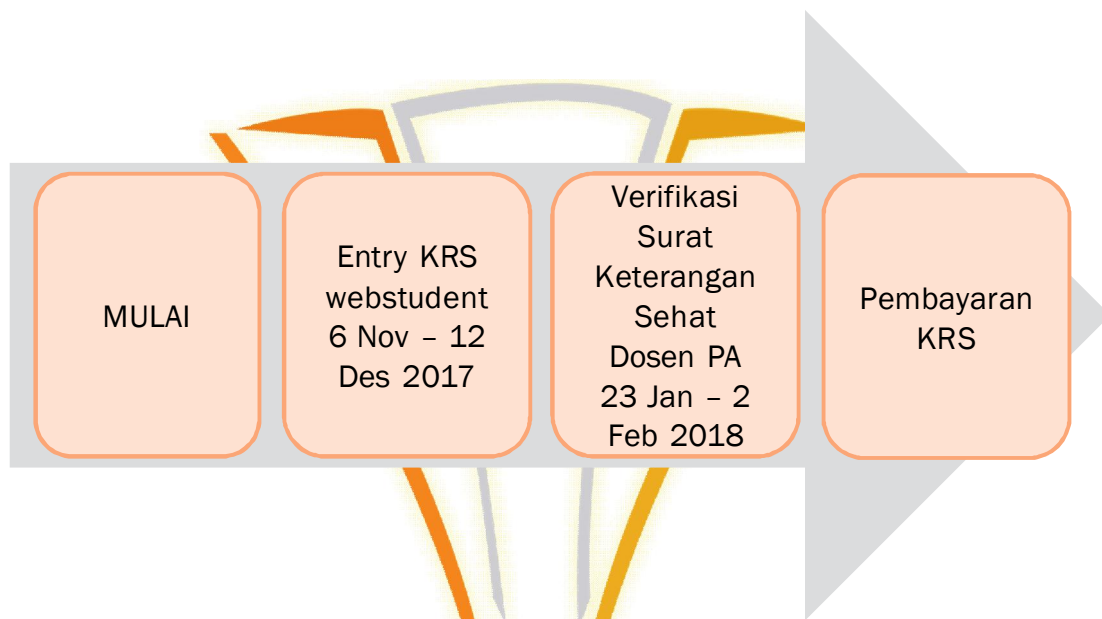 MULAI
Entry KRS
webstudent
6 Nov – 12
Des 2017
Verifikasi
Surat
Keterangan
Sehat
Dosen PA
23 Jan – 2
Feb 2018
Pembayaran
KRS